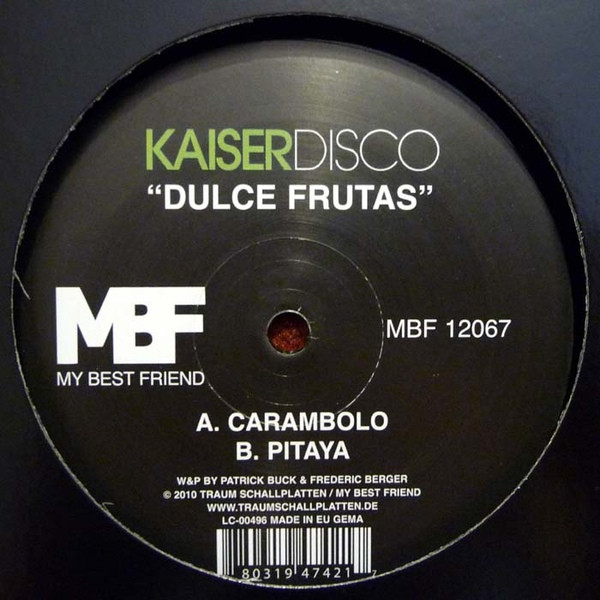 KAISERDISCO
“DULCE FRUTAS”
MBF
MY BEST FRIEND
MBF 12067
A. CARAMBOLO
B. PITAYA
W&P BY PATRICK BUCK & FREDERIC BERGER
© 2010 TRAUM SCHALLPLATTEN / MY BEST FRIEND
WWW.TRAUMSCHALLPLATTEN.DE
LC-00496 MADE IN EU GEMA
80319 47421 7